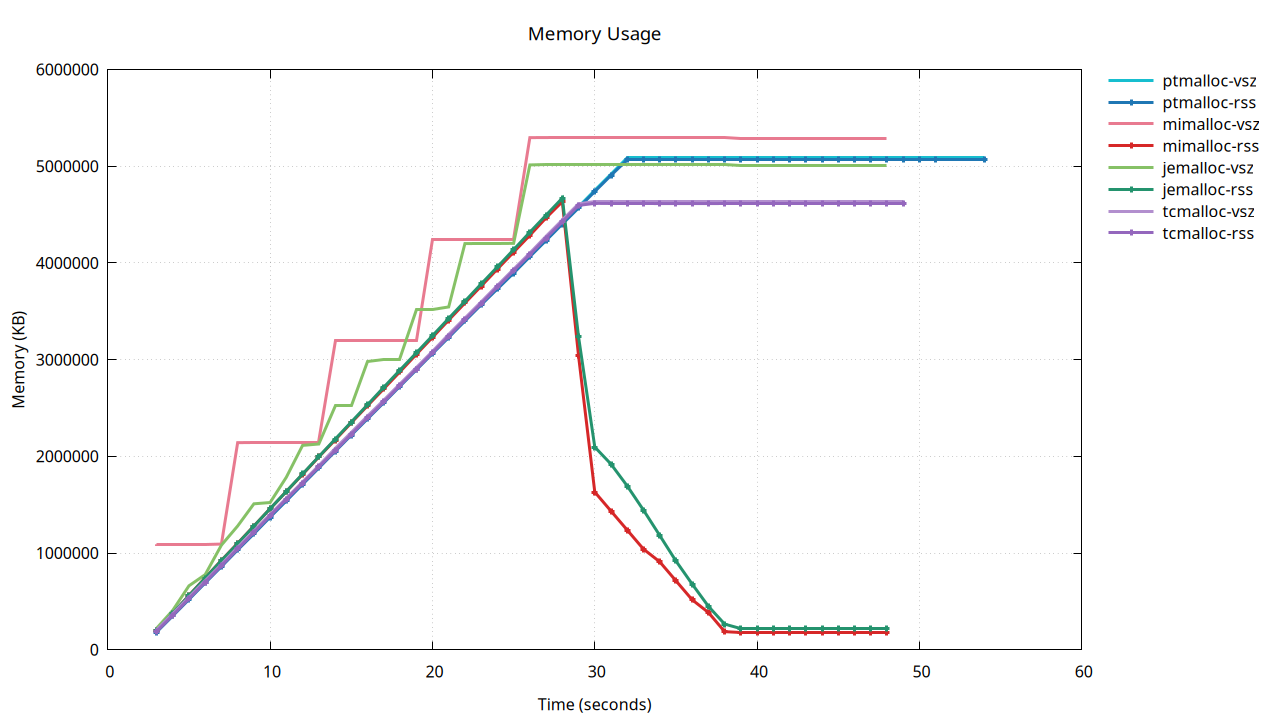 Memory Usage
6000000
5000000
4000000
3000000
2000000
1000000
0
Memory (KB)
0 10 20 30 40 50 60
Time (seconds)
ptmalloc-vsz
ptmalloc-rss
mimalloc-vsz
mimalloc-rss
jemalloc-vsz
jemalloc-rss
tcmalloc-vsz
tcmalloc-rss